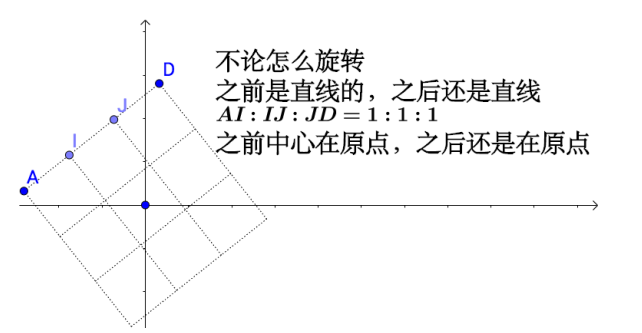 D
不论怎么旋转
J
之前是直线的，之后还是直线
AI : IJ : JD = 1 : 1 : 1
I
之前中心在原点，之后还是在原点
A